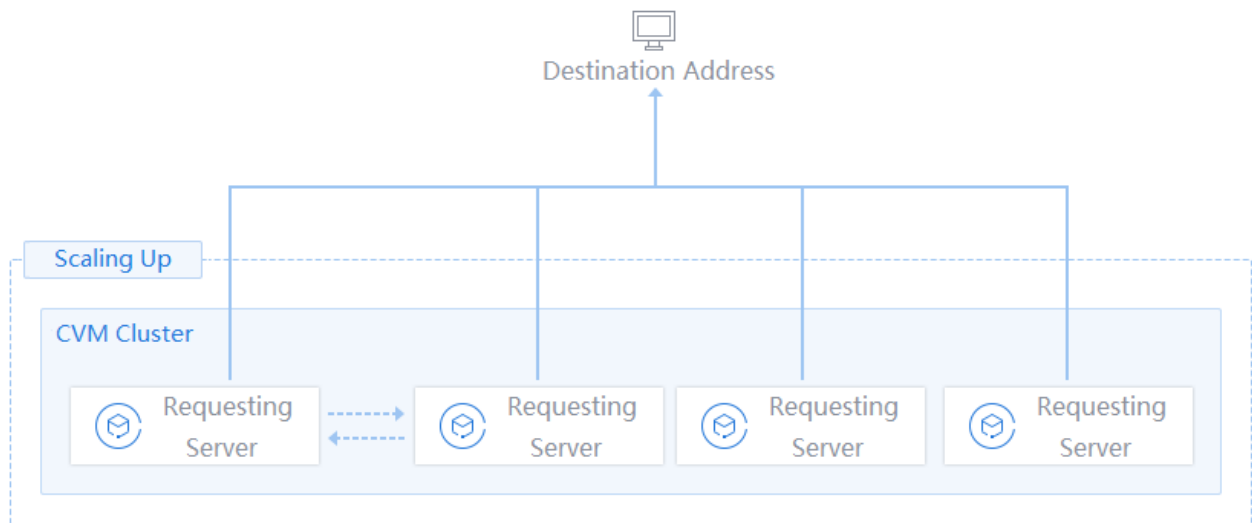 Destination Address
Scaling Up
CVM Cluster
Requesting
Server
Requesting
Server
Requesting
Server
Requesting
Server